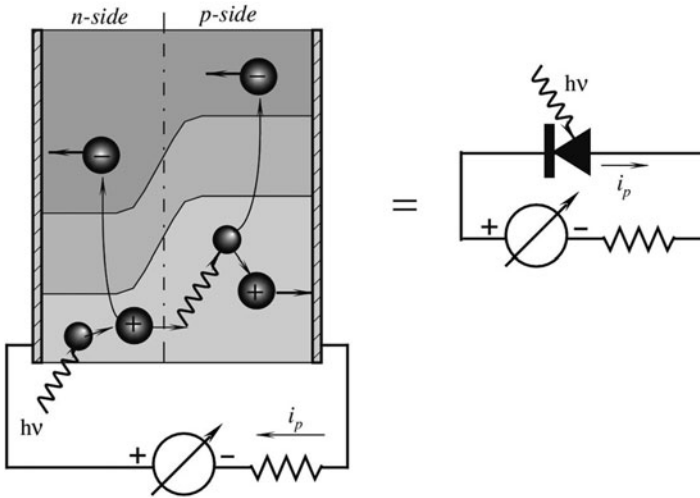 n-side p-side
−
−
+
+
hν
+ −
i_p
=
hν
i_p
+ −